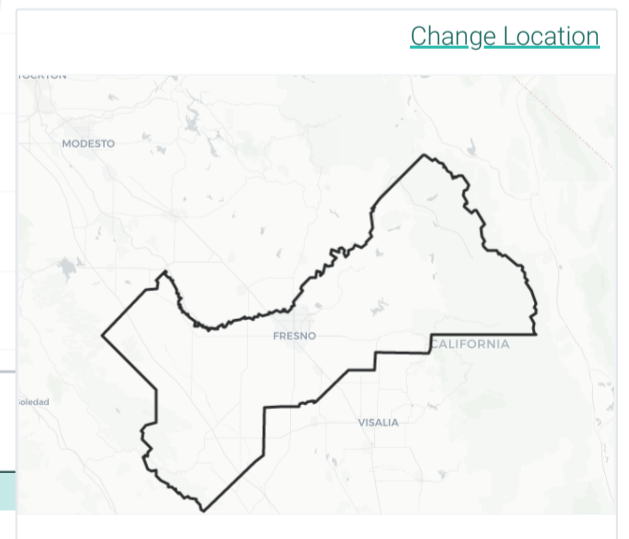 Change Location
MODESTO
FRESNO
CALIFORNIA
VISALIA